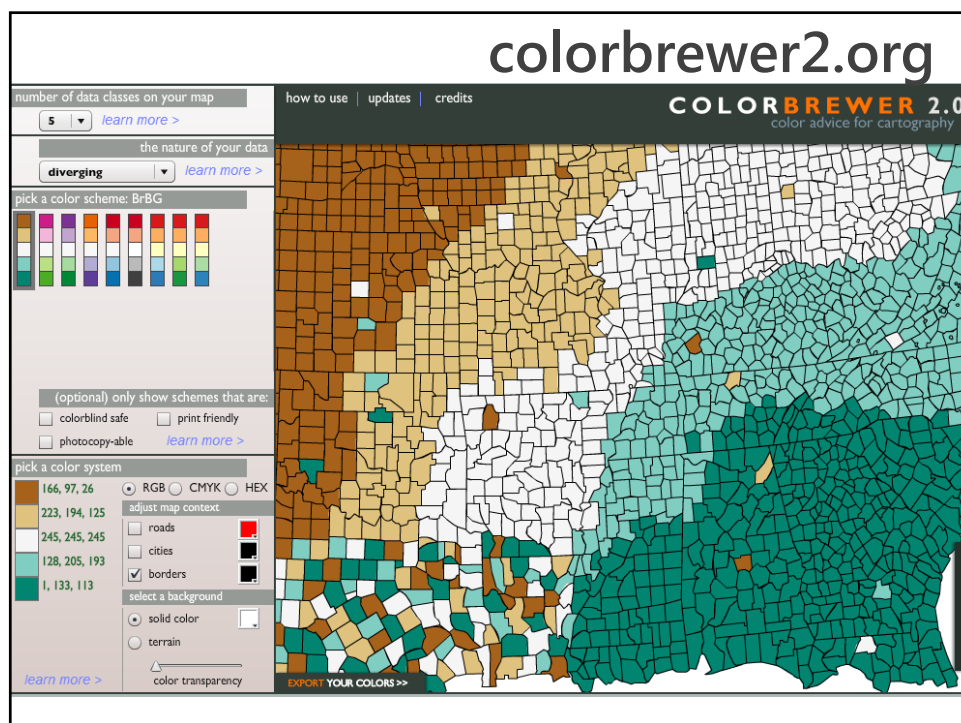 colorbrewer2.org
number of data classes on your map
5
learn more >
how to use | updates | credits
COLORBREWER 2.0
color advice for cartography
the nature of your data
diverging
learn more >
pick a color scheme: BrBG
(optional) only show schemes that are:
colorblind safe
print friendly
photocopy-able
learn more >
pick a color system
166, 97, 26
223, 194, 125
245, 245, 245
128, 205, 193
1, 133, 113
RGB CMYK HEX
adjust map context
roads
cities
borders
select a background
solid color
terrain
color transparency
learn more >
EXPORT YOUR COLORS >>